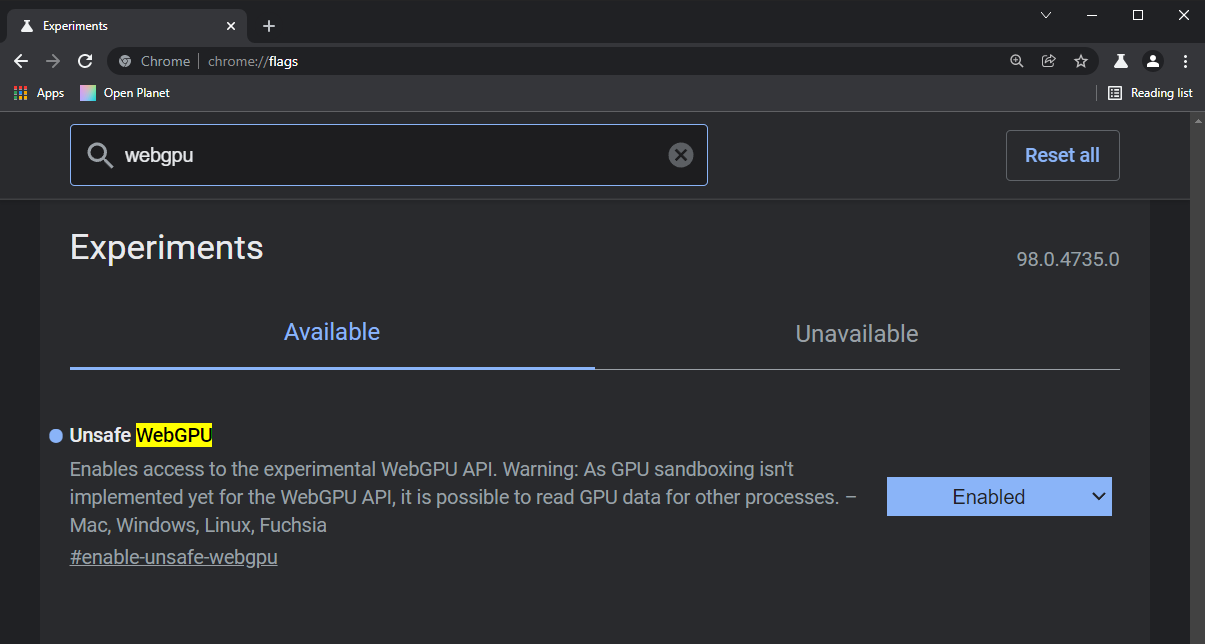 Experiments
Chrome | chrome://flags
Apps Open Planet Reading list
webgpu Reset all
Experiments
98.0.4735.0
Available Unavailable
Unsafe WebGPU
Enables access to the experimental WebGPU API. Warning: As GPU sandboxing isn't
implemented yet for the WebGPU API, it is possible to read GPU data for other processes. –
Mac, Windows, Linux, Fuchsia
Enabled
#enable-unsafe-webgpu